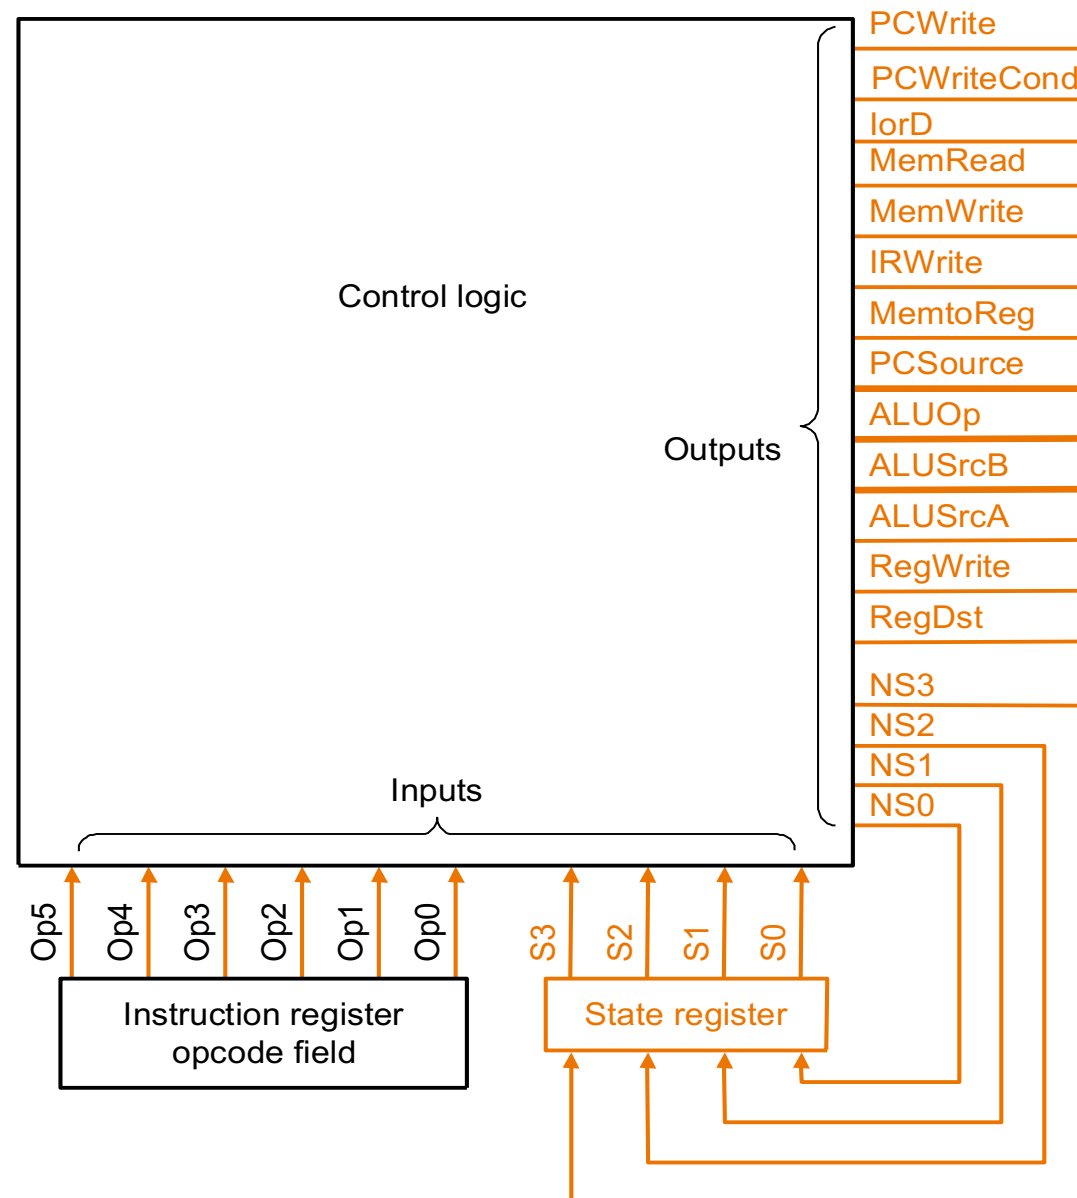 PCWrite
PCWriteCond
IorD
MemRead
MemWrite
IRWrite
Control logic
MemtoReg
PCSource
ALUOp
Outputs
ALUSrcB
ALUSrcA
RegWrite
RegDst
NS3
NS2
NS1
Inputs
NS0
Op5
Op4
Op3
Op2
Op1
Op0
S3
S2
S1
S0
Instruction register
opcode field
State register